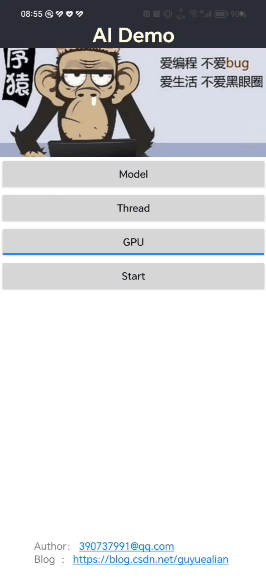 08:55
90%
AI Demo
序猿
爱编程 不爱bug
爱生活 不爱黑眼圈
Model
Thread
GPU
Start
Author: 390737991@qq.com
Blog : https://blog.csdn.net/guyuealian